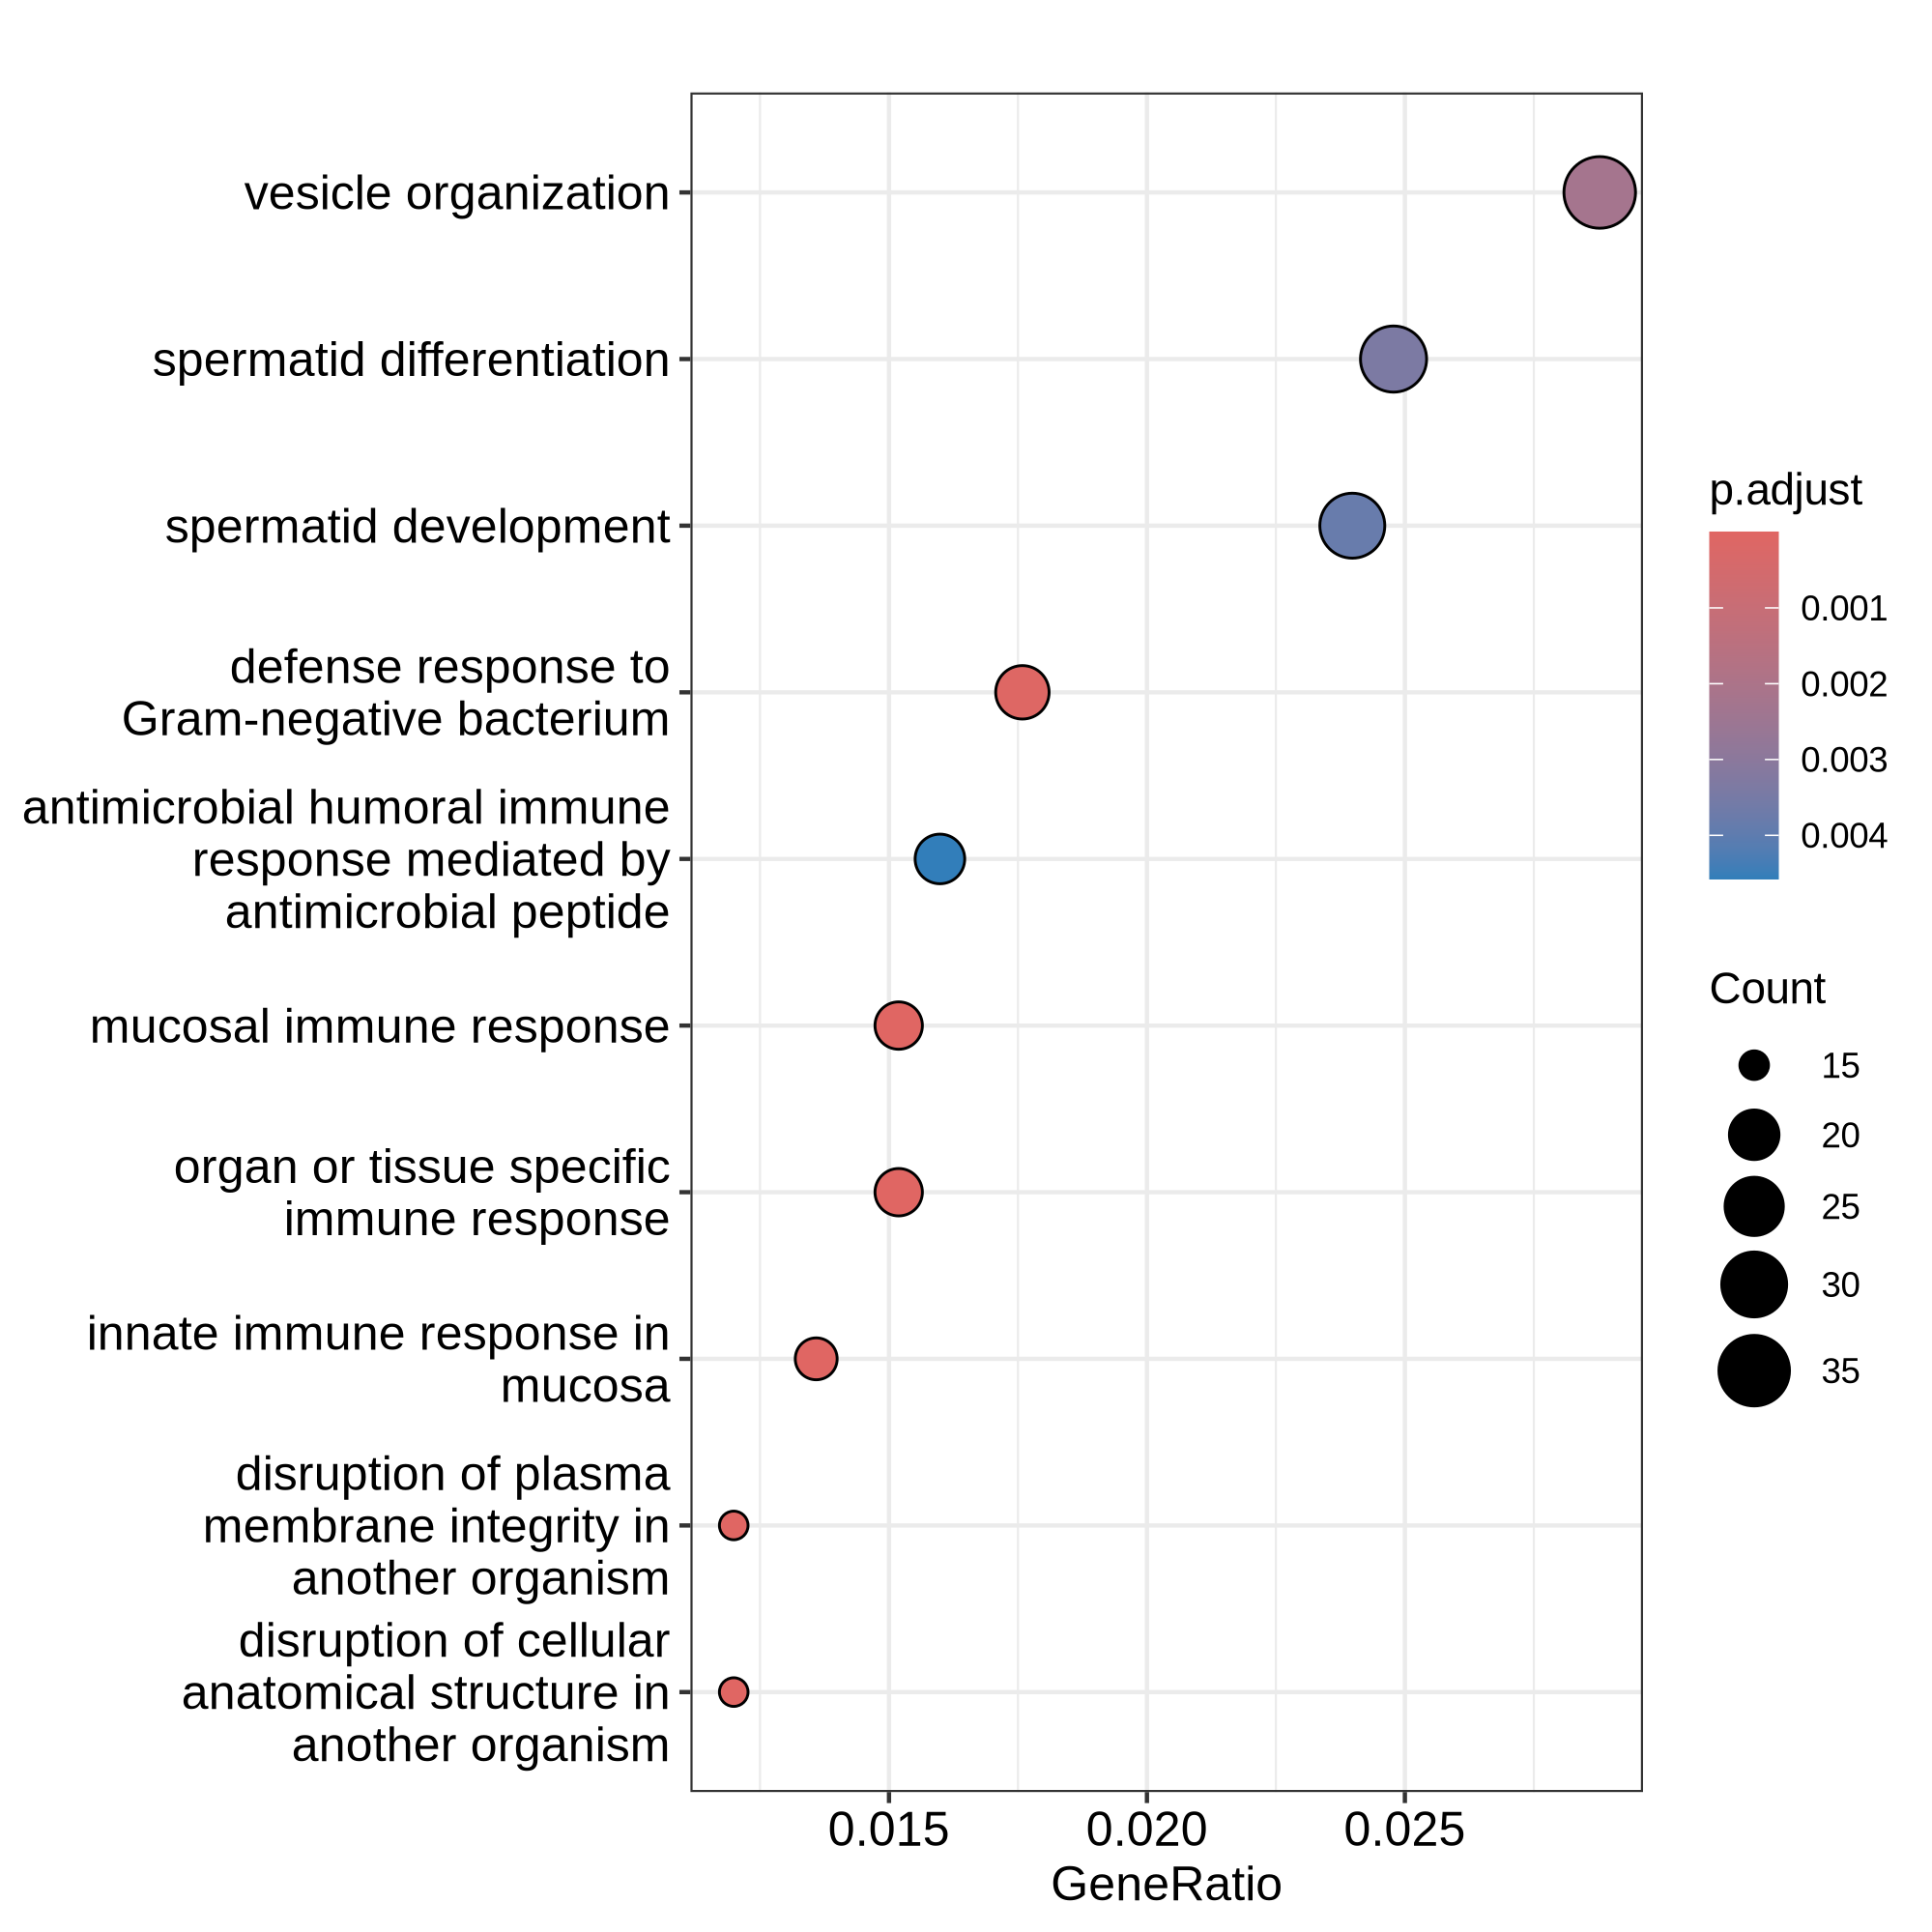 vesicle organization
spermatid differentiation
spermatid development
defense response to
Gram-negative bacterium
antimicrobial humoral immune
response mediated by
antimicrobial peptide
mucosal immune response
organ or tissue specific
immune response
innate immune response in
mucosa
disruption of plasma
membrane integrity in
another organism
disruption of cellular
anatomical structure in
another organism
0.015 0.020 0.025
GeneRatio
p.adjust
0.001
0.002
0.003
0.004
Count
15
20
25
30
35